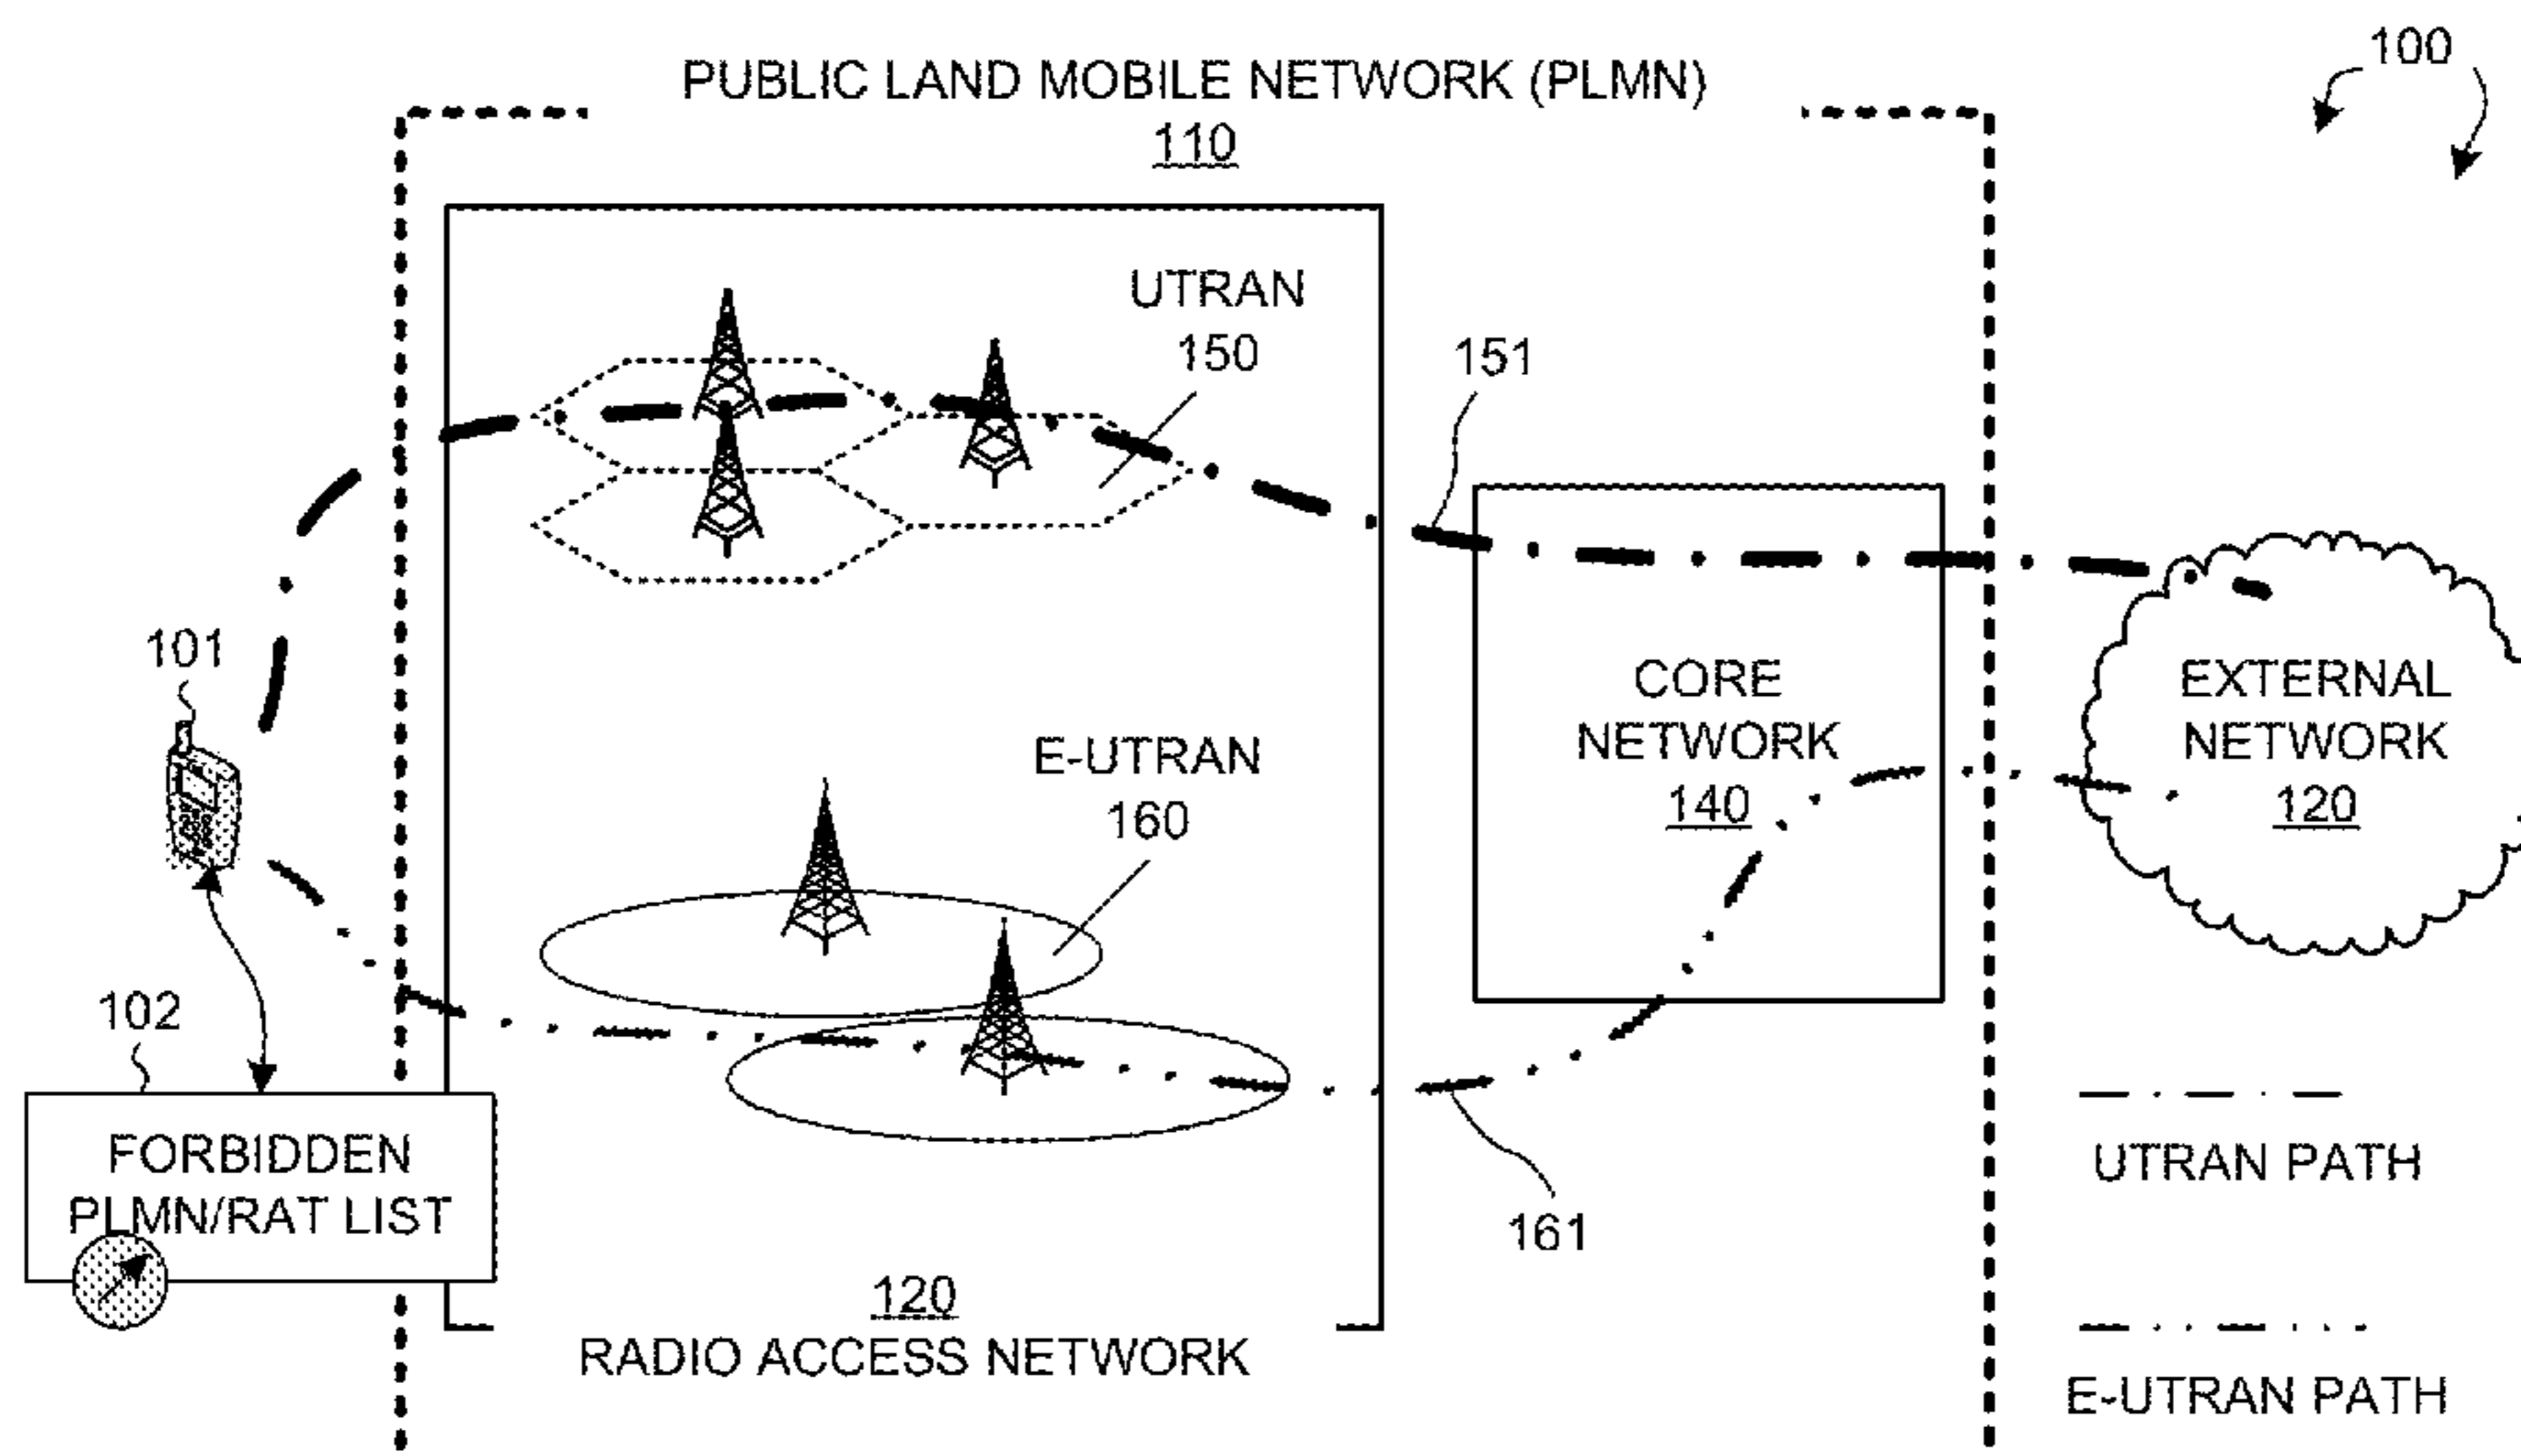 PUBLIC LAND MOBILE NETWORK (PLMN)
110
100
UTRAN
150
151
101
CORE
NETWORK
140
EXTERNAL
NETWORK
120
E-UTRAN
160
102
FORBIDDEN
PLMN/RAT LIST
161
UTRAN PATH
120
RADIO ACCESS NETWORK
E-UTRAN PATH